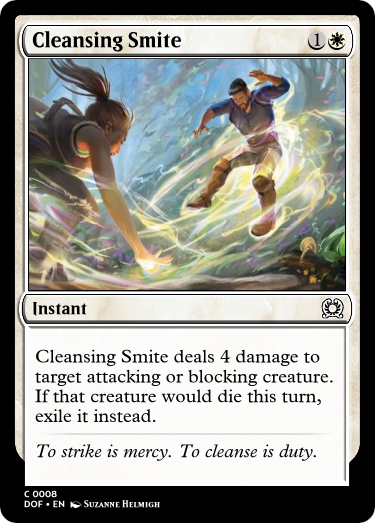 Cleansing Smite 1
Instant
Cleansing Smite deals 4 damage to
target attacking or blocking creature.
If that creature would die this turn,
exile it instead.
To strike is mercy. To cleanse is duty.
C 0008
DOF • EN Suzanne Helmigh